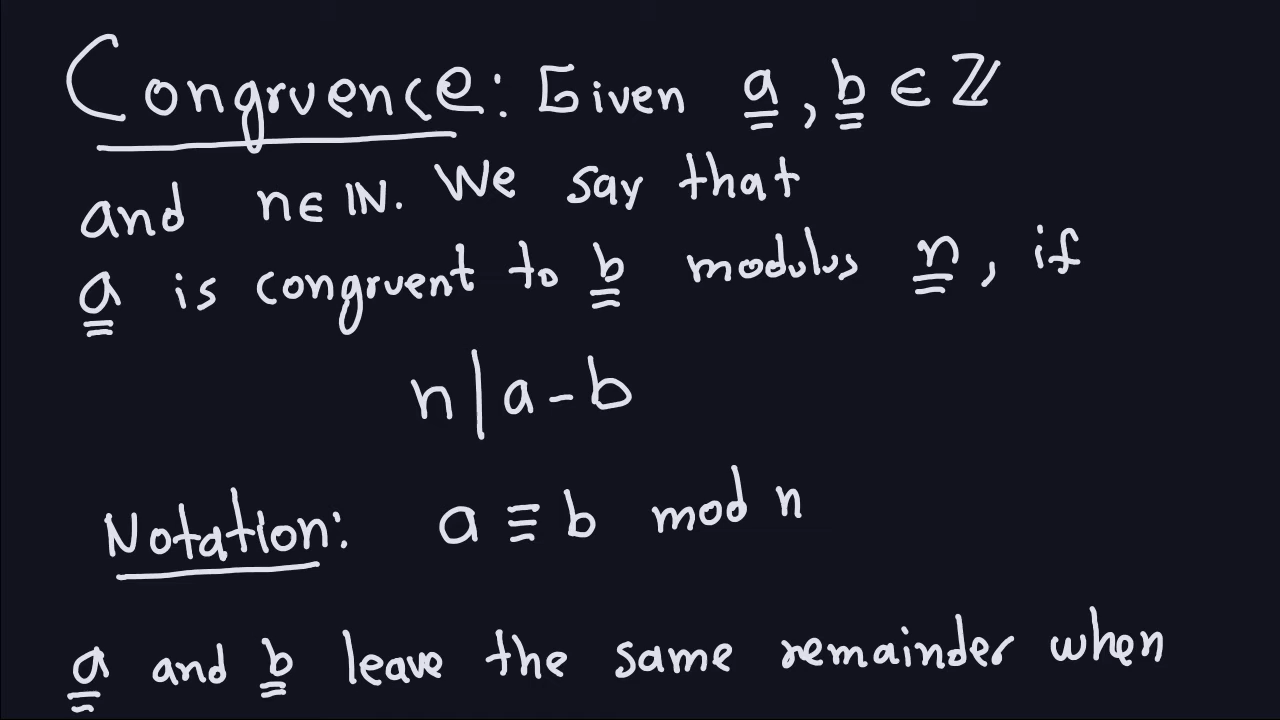 Congruence: Given a, b ∈ ℤ
and n ∈ ℕ. We say that
a is congruent to b modulus n, if
n | a - b
Notation: a ≡ b mod n
a and b leave the same remainder when